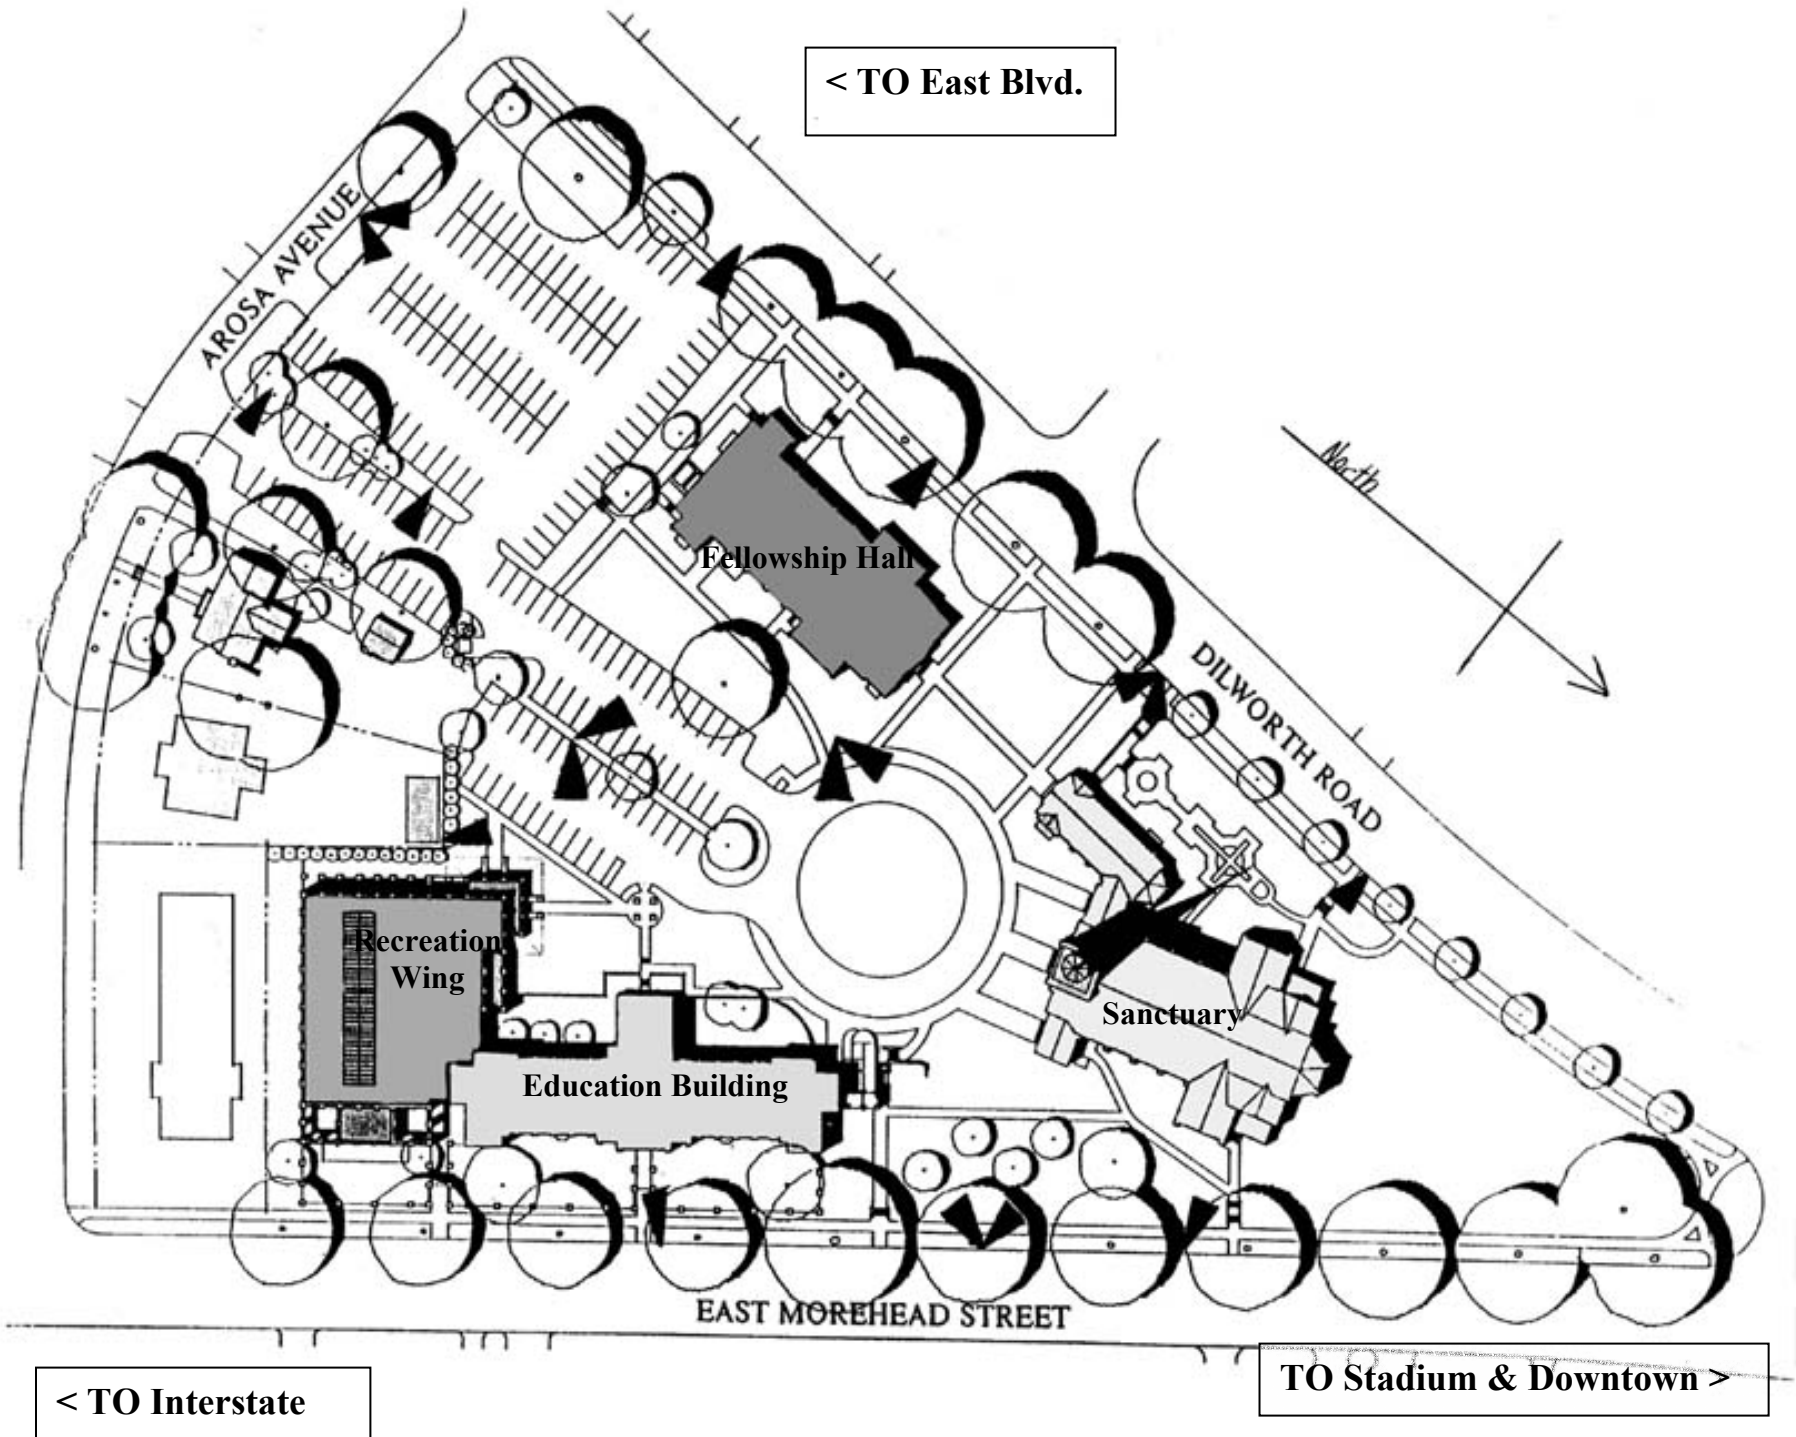 < TO East Blvd.
AROSA AVENUE
North
Fellowship Hall
DILWORTH ROAD
Recreation
Wing
Sanctuary
Education Building
EAST MOREHEAD STREET
< TO Interstate
TO Stadium & Downtown >